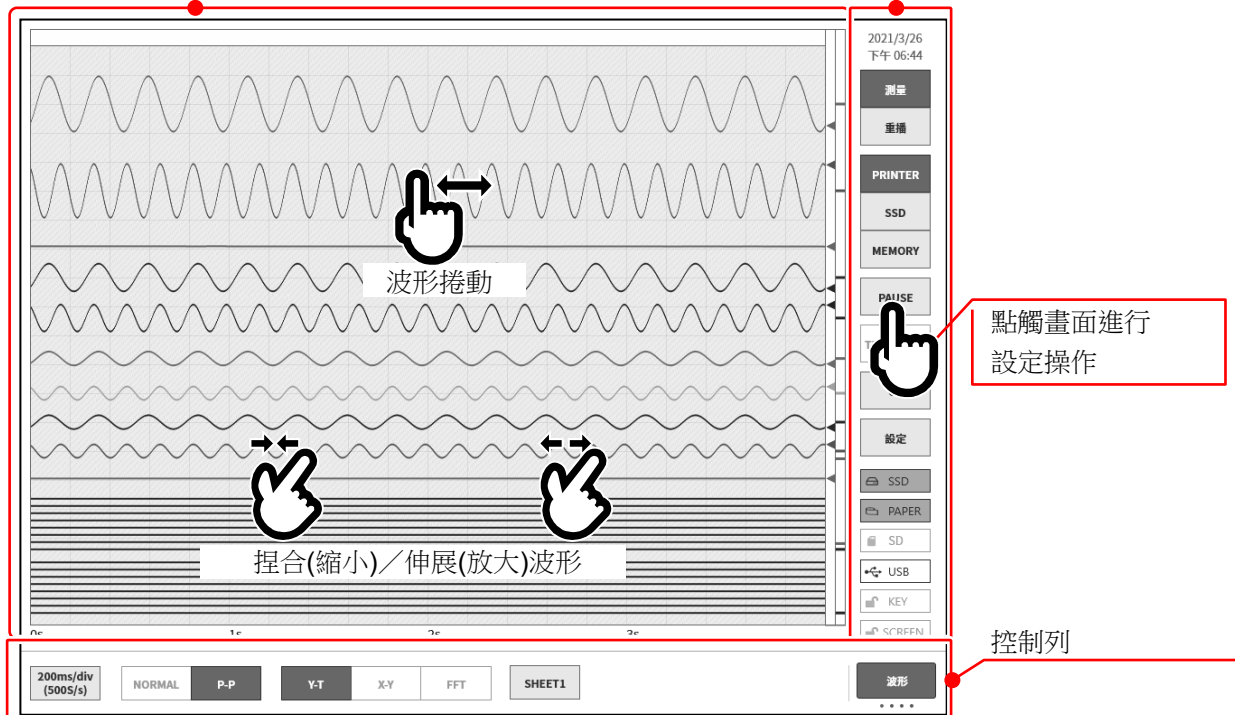 2021/3/26
下午 06:44
測量
重播
PRINTER
SSD
MEMORY
PAUSE
設定
SSD
PAPER
SD
USB
KEY
SCREEN
波形捲動
點觸畫面進行
設定操作
捏合(縮小)／伸展(放大)波形
0s 1s 2s 3s
控制列
200ms/div
(500S/s)
NORMAL P-P Y-T X-Y FFT SHEET1 波形